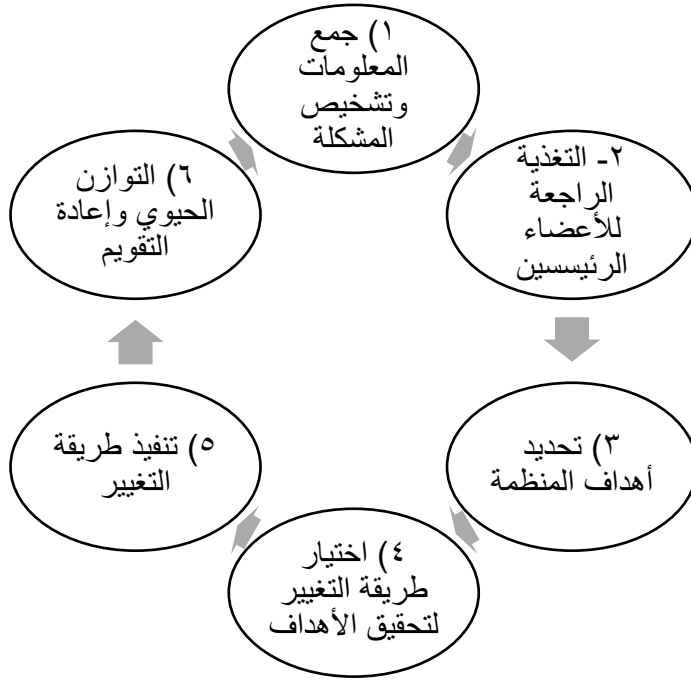 ١) جمع
المعلومات
وتشخيص
المشكلة
٢- التغذية
الراجعة
للأعضاء
الرئيسسين
٣) تحديد
أهداف المنظمة
٤) اختيار
طريقة التغيير
لتحقيق الأهداف
٥) تنفيذ طريقة
التغيير
٦) التوازن
الحيوي وإعادة
التقويم